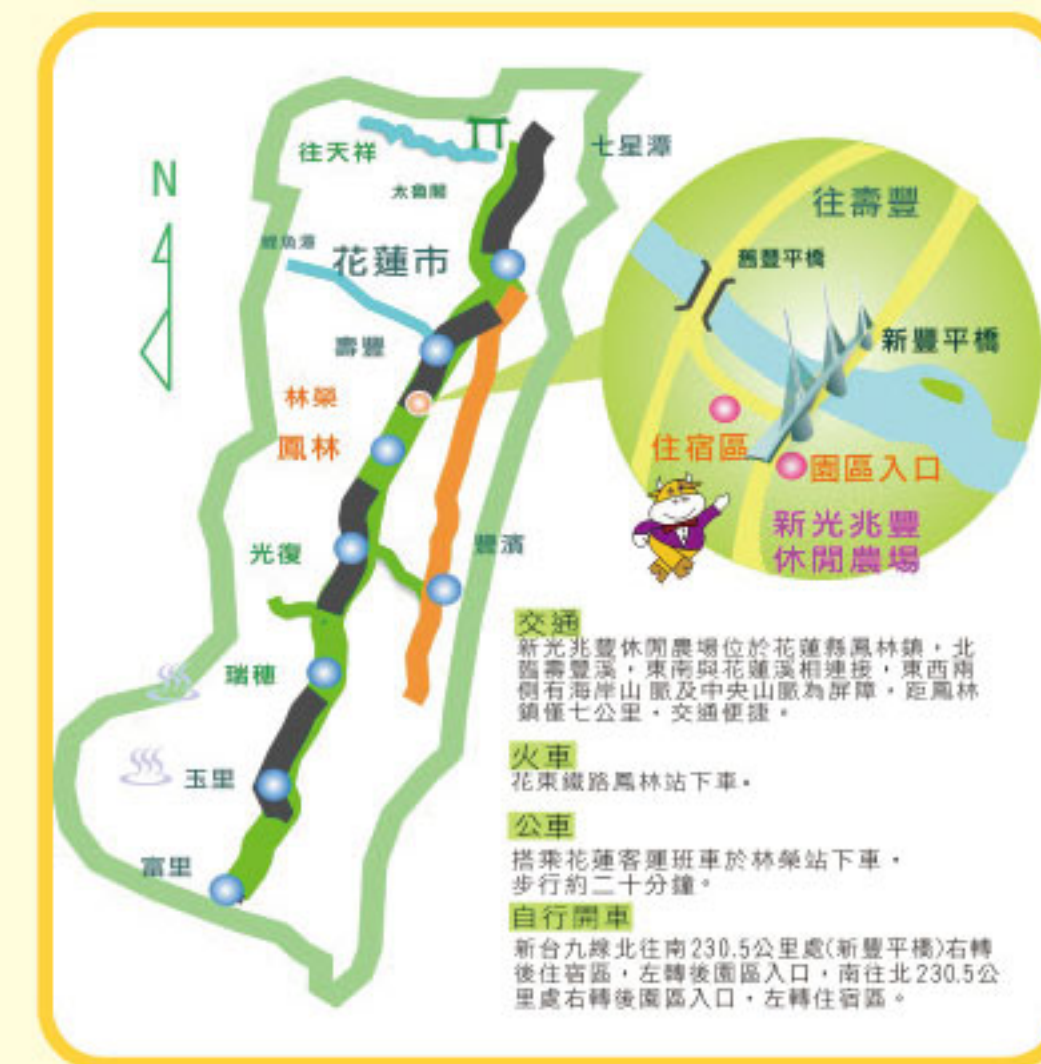 N
往天祥
七星潭
太魯閣
鯉魚潭
花蓮市
壽豐
林榮
鳳林
光復
豐濱
瑞穗
玉里
富里
往壽豐
舊豐平橋
新豐平橋
住宿區
園區入口
新光兆豐
休閒農場
交通
新光兆豐休閒農場位於花蓮縣鳳林鎮，北
臨壽豐溪，東南與花蓮溪相連接，東西兩
側有海岸山脈及中央山脈為屏障，距鳳林
鎮僅七公里，交通便捷。
火車
花東鐵路鳳林站下車。
公車
搭乘花蓮客運班車於林榮站下車，
步行約二十分鐘。
自行開車
新台九線北往南230.5公里處(新豐平橋)右轉
後住宿區，左轉後園區入口，南往北230.5公
里處右轉後園區入口，左轉住宿區。